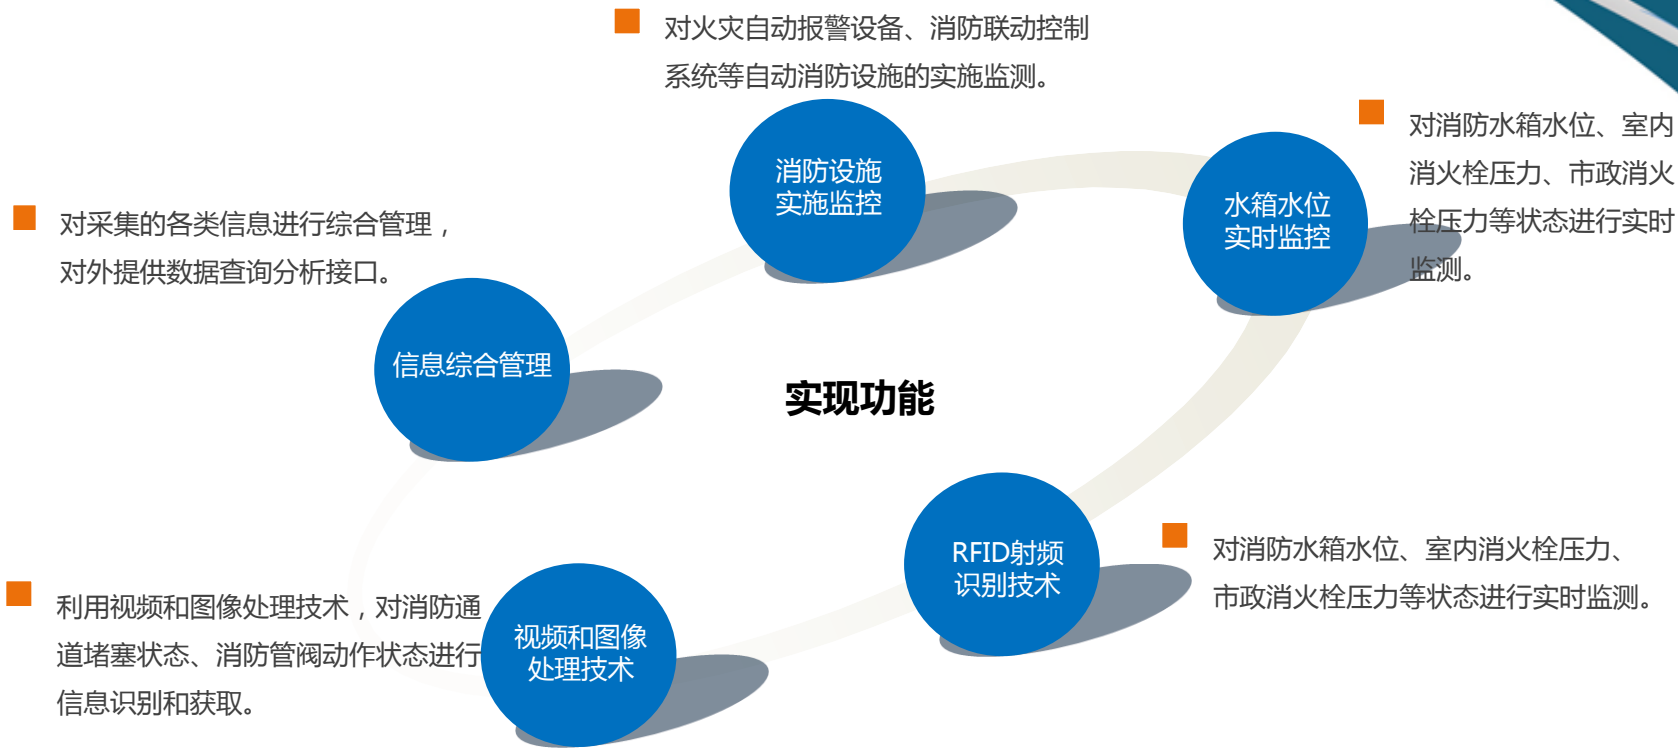 对火灾自动报警设备、消防联动控制
系统等自动消防设施的实施监测。
消防设施
实施监控
对消防水箱水位、室内
消火栓压力、市政消火
栓压力等状态进行实时
监测。
水箱水位
实时监控
对采集的各类信息进行综合管理，
对外提供数据查询分析接口。
信息综合管理
实现功能
RFID射频
识别技术
对消防水箱水位、室内消火栓压力、
市政消火栓压力等状态进行实时监测。
利用视频和图像处理技术，对消防通
道堵塞状态、消防管阀动作状态进行
信息识别和获取。
视频和图像
处理技术